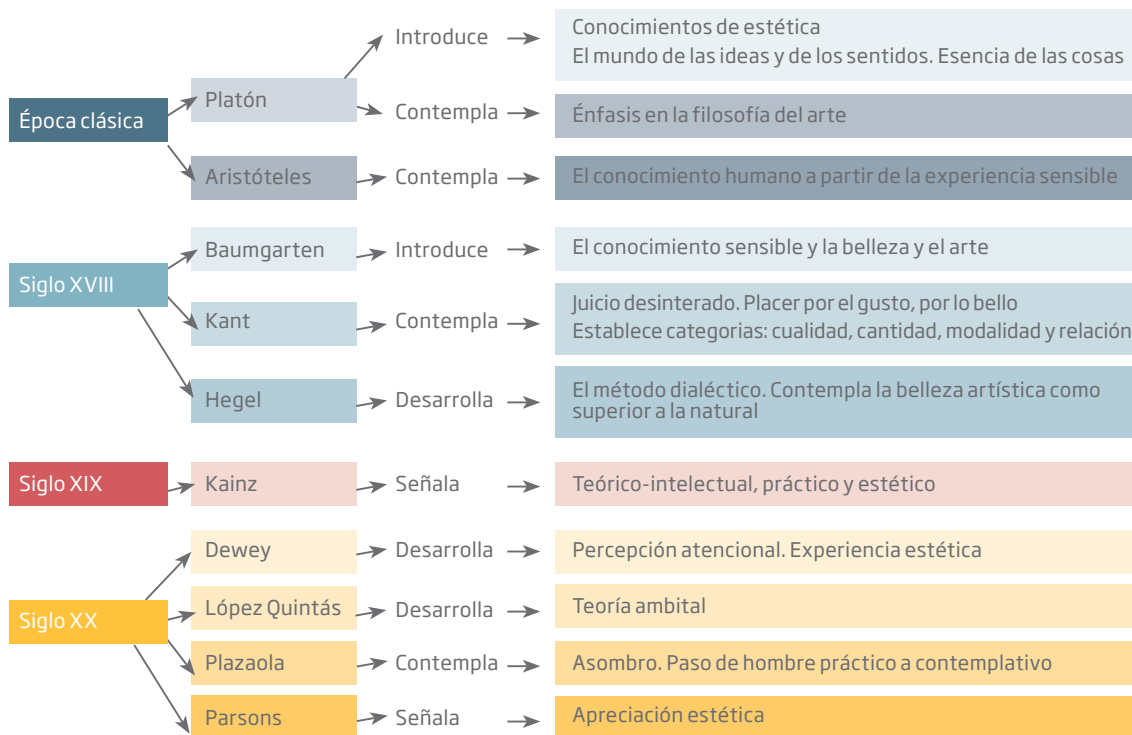 Época clásica
Platón
Introduce
Conocimientos de estética
El mundo de las ideas y de los sentidos. Esencia de las cosas
Contempla
Énfasis en la filosofía del arte
Aristóteles
Contempla
El conocimiento humano a partir de la experiencia sensible
Siglo XVIII
Baumgarten
Introduce
El conocimiento sensible y la belleza y el arte
Kant
Contempla
Juicio desinterado. Placer por el gusto, por lo bello
Establece categorias: cualidad, cantidad, modalidad y relación
Hegel
Desarrolla
El método dialéctico. Contempla la belleza artística como
superior a la natural
Siglo XIX
Kainz
Señala
Teórico-intelectual, práctico y estético
Siglo XX
Dewey
Desarrolla
Percepción atencional. Experiencia estética
López Quintás
Desarrolla
Teoría ambital
Plazaola
Contempla
Asombro. Paso de hombre práctico a contemplativo
Parsons
Señala
Apreciación estética